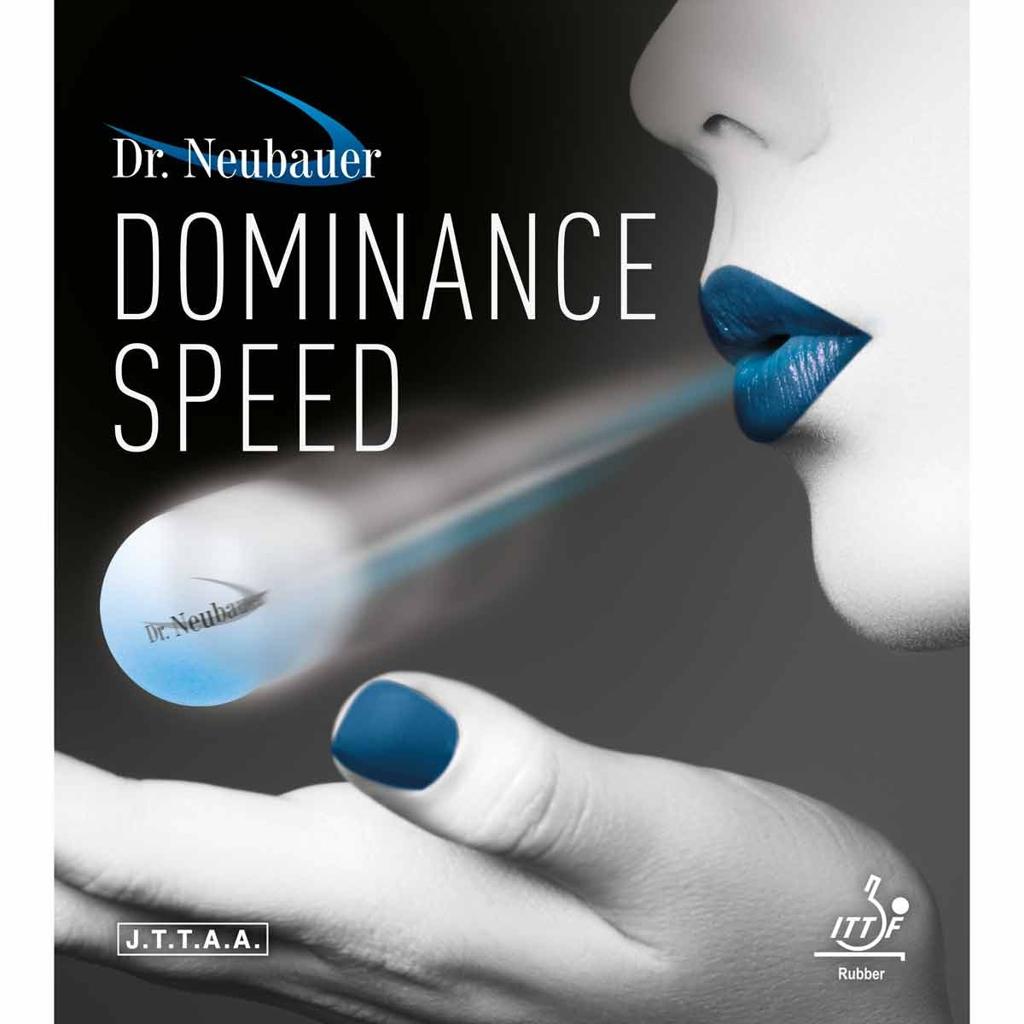 Dr. Neubauer
DOMINANCE
SPEED
Dr. Neubauer
J.T.T.A.A.
ITTF
Rubber